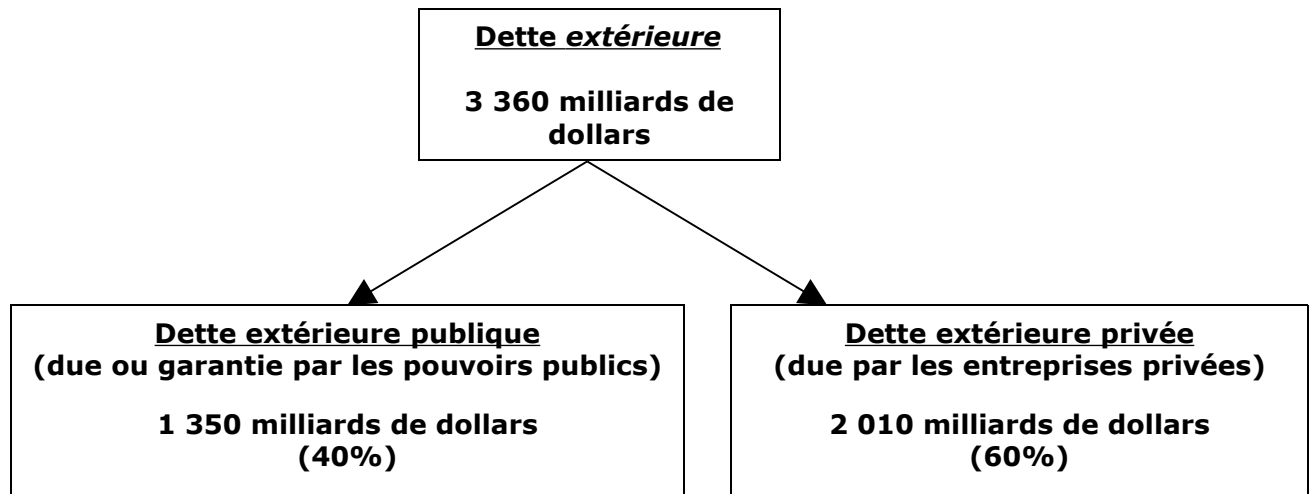 Dette extérieure
3 360 milliards de
dollars
Dette extérieure publique
(due ou garantie par les pouvoirs publics)
1 350 milliards de dollars
(40%)
Dette extérieure privée
(due par les entreprises privées)
2 010 milliards de dollars
(60%)